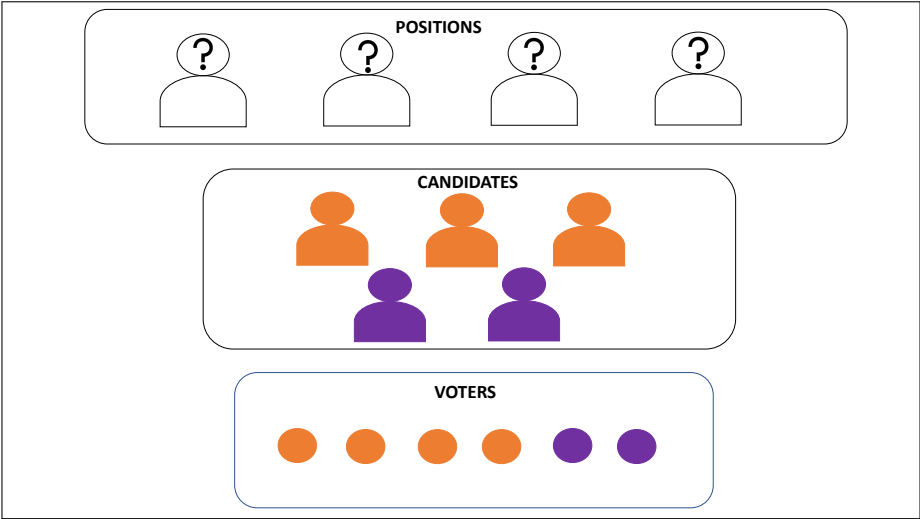 POSITIONS
? ? ? ?
CANDIDATES
VOTERS